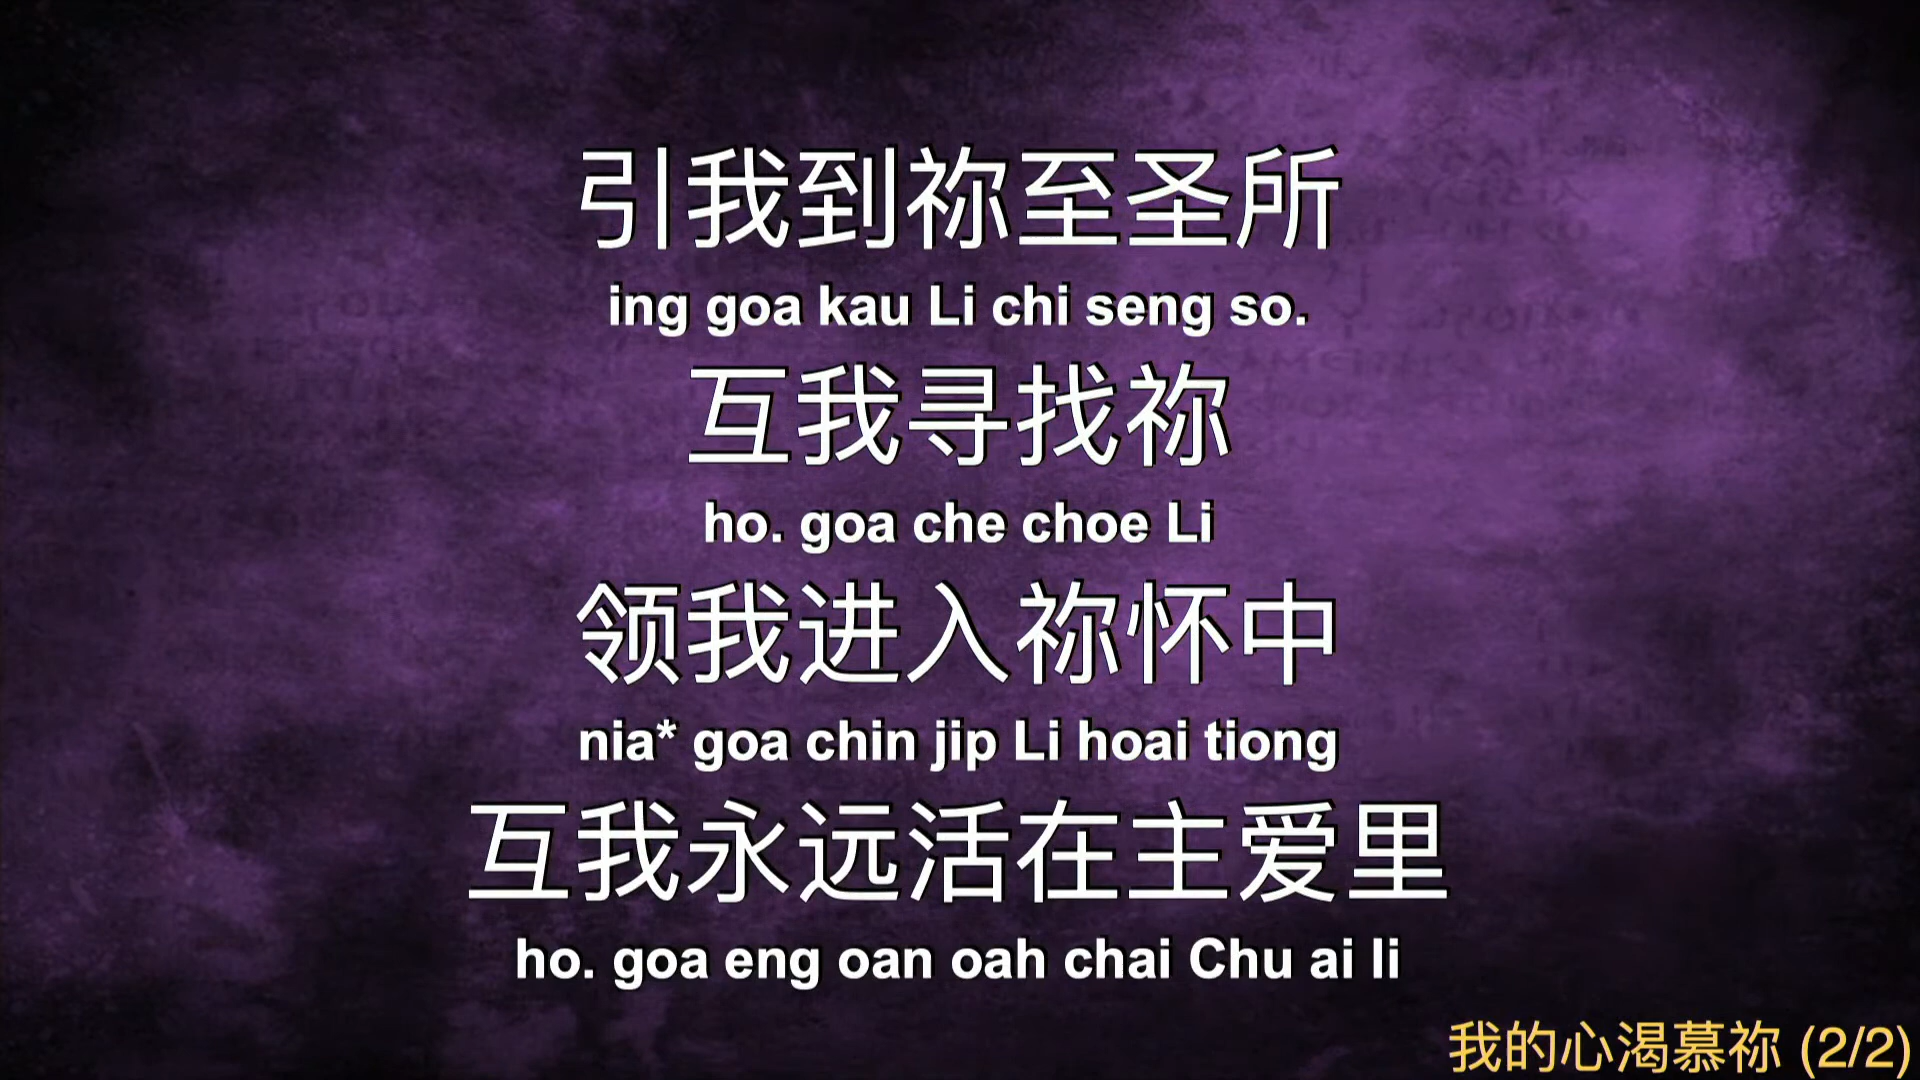 引我到祢至圣所
ing goa kau Li chi seng so.
互我寻找祢
ho. goa che choe Li
领我进入祢怀中
nia* goa chin jip Li hoai tiong
互我永远活在主爱里
ho. goa eng oan oah chai Chu ai li
我的心渴慕祢 (2/2)